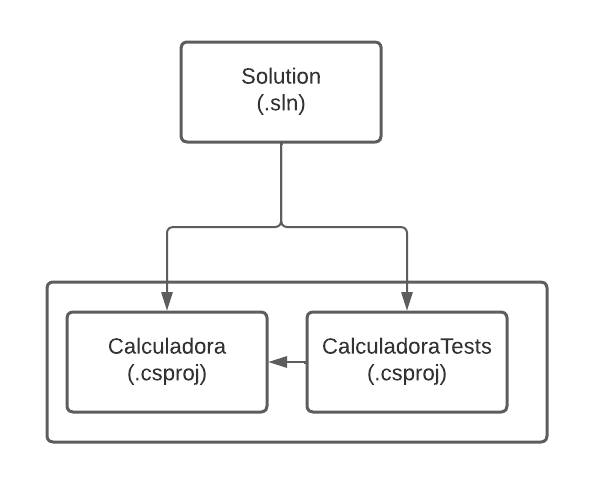 Solution
(.sln)
Calculadora
(.csproj)
CalculadoraTests
(.csproj)